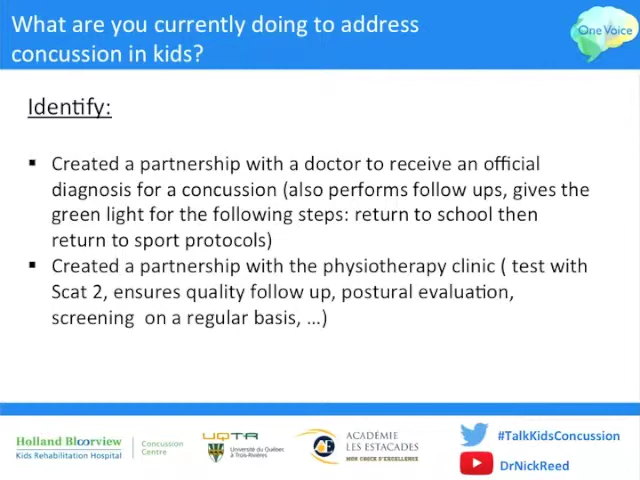 What are you currently doing to address
concussion in kids?
One Voice
Identify:
▪ Created a partnership with a doctor to receive an official
diagnosis for a concussion (also performs follow ups, gives the
green light for the following steps: return to school then
return to sport protocols)
▪ Created a partnership with the physiotherapy clinic ( test with
Scat 2, ensures quality follow up, postural evaluation,
screening  on a regular basis, ...)
Holland Bloorview
Kids Rehabilitation Hospital
Concussion
Centre
UQTR
Université du Québec
à Trois-Rivières
ACADÉMIE
LES ESTACADES
MON CHOIX D'EXCELLENCE
#TalkKidsConcussion
DrNickReed